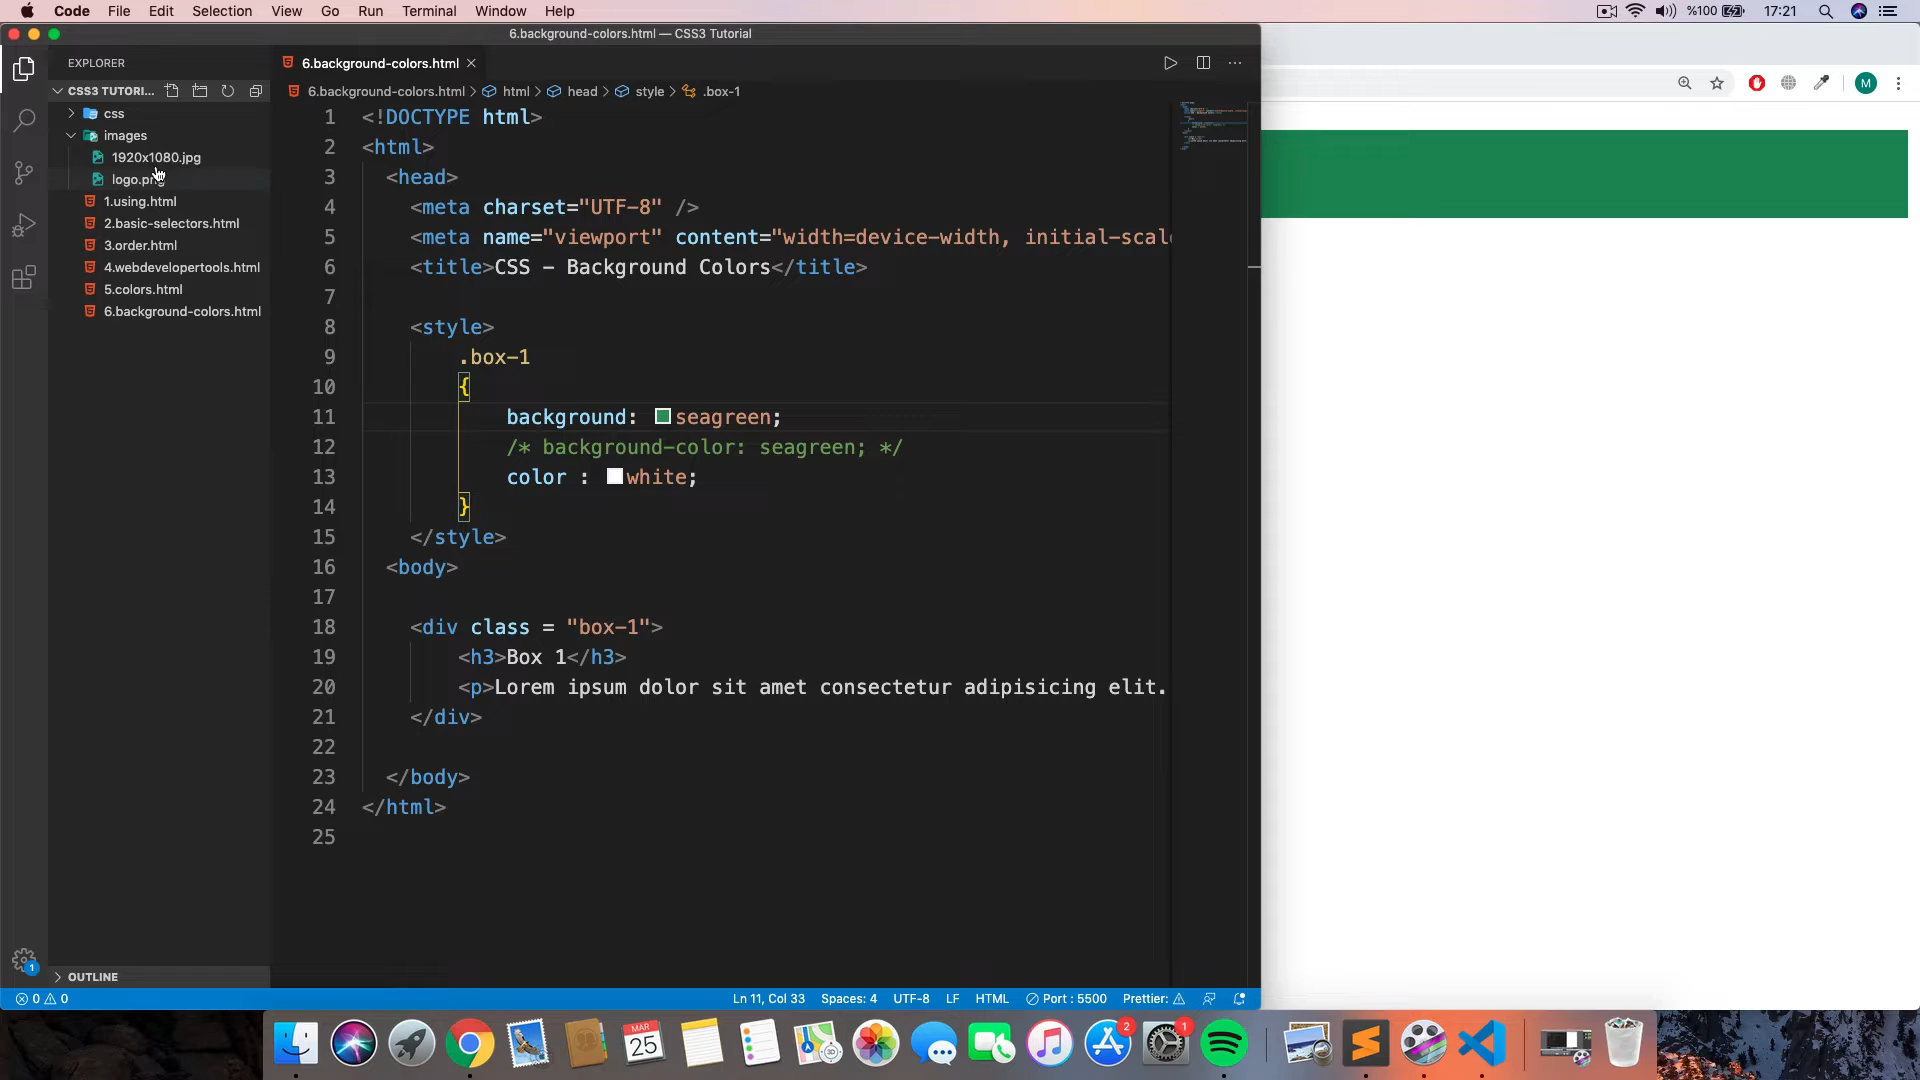 Code File Edit Selection View Go Run Terminal Window Help %100 17:21
6.background-colors.html — CSS3 Tutorial
EXPLORER
6.background-colors.html
CSS3 TUTORI...
6.background-colors.html > html > head > style > .box-1
M
css
images
1920x1080.jpg
logo.png
1.using.html
2.basic-selectors.html
3.order.html
4.webdevelopertools.html
5.colors.html
6.background-colors.html
1 <!DOCTYPE html>
2 <html>
3 <head>
4 <meta charset="UTF-8" />
5 <meta name="viewport" content="width=device-width, initial-scale
6 <title>CSS - Background Colors</title>
7
8 <style>
9 .box-1
10 {
11 background: seagreen;
12 /* background-color: seagreen; */
13 color : white;
14 }
15 </style>
16 <body>
17
18 <div class = "box-1">
19 <h3>Box 1</h3>
20 <p>Lorem ipsum dolor sit amet consectetur adipisicing elit.
21 </div>
22
23 </body>
24 </html>
25
1
OUTLINE
0 0 Ln 11, Col 33 Spaces: 4 UTF-8 LF HTML Port : 5500 Prettier:
MAR
25
3D
2
1